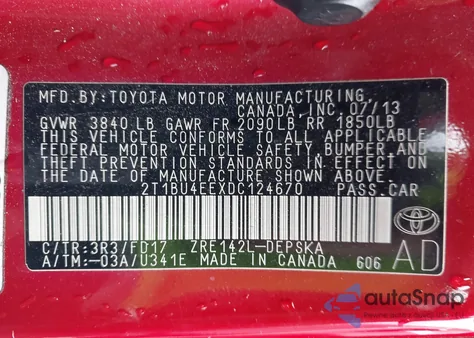 MFD.BY:TOYOTA MOTOR MANUFACTURING
CANADA, INC. 07/13
GVWR 3840 LB GAWR FR 2090LB RR 1850LB
THIS VEHICLE CONFORMS TO ALL APPLICABLE
FEDERAL MOTOR VEHICLE SAFETY, BUMPER, AND
THEFT PREVENTION STANDARDS IN EFFECT ON
THE DATE OF MANUFACTURE SHOWN ABOVE.
2T1BU4EEXDC124670 PASS.CAR
C/TR:3R3/FD17 ZRE142L-DEPSKA
A/TM:-03A/U341E MADE IN CANADA 606
AD
autoSnap